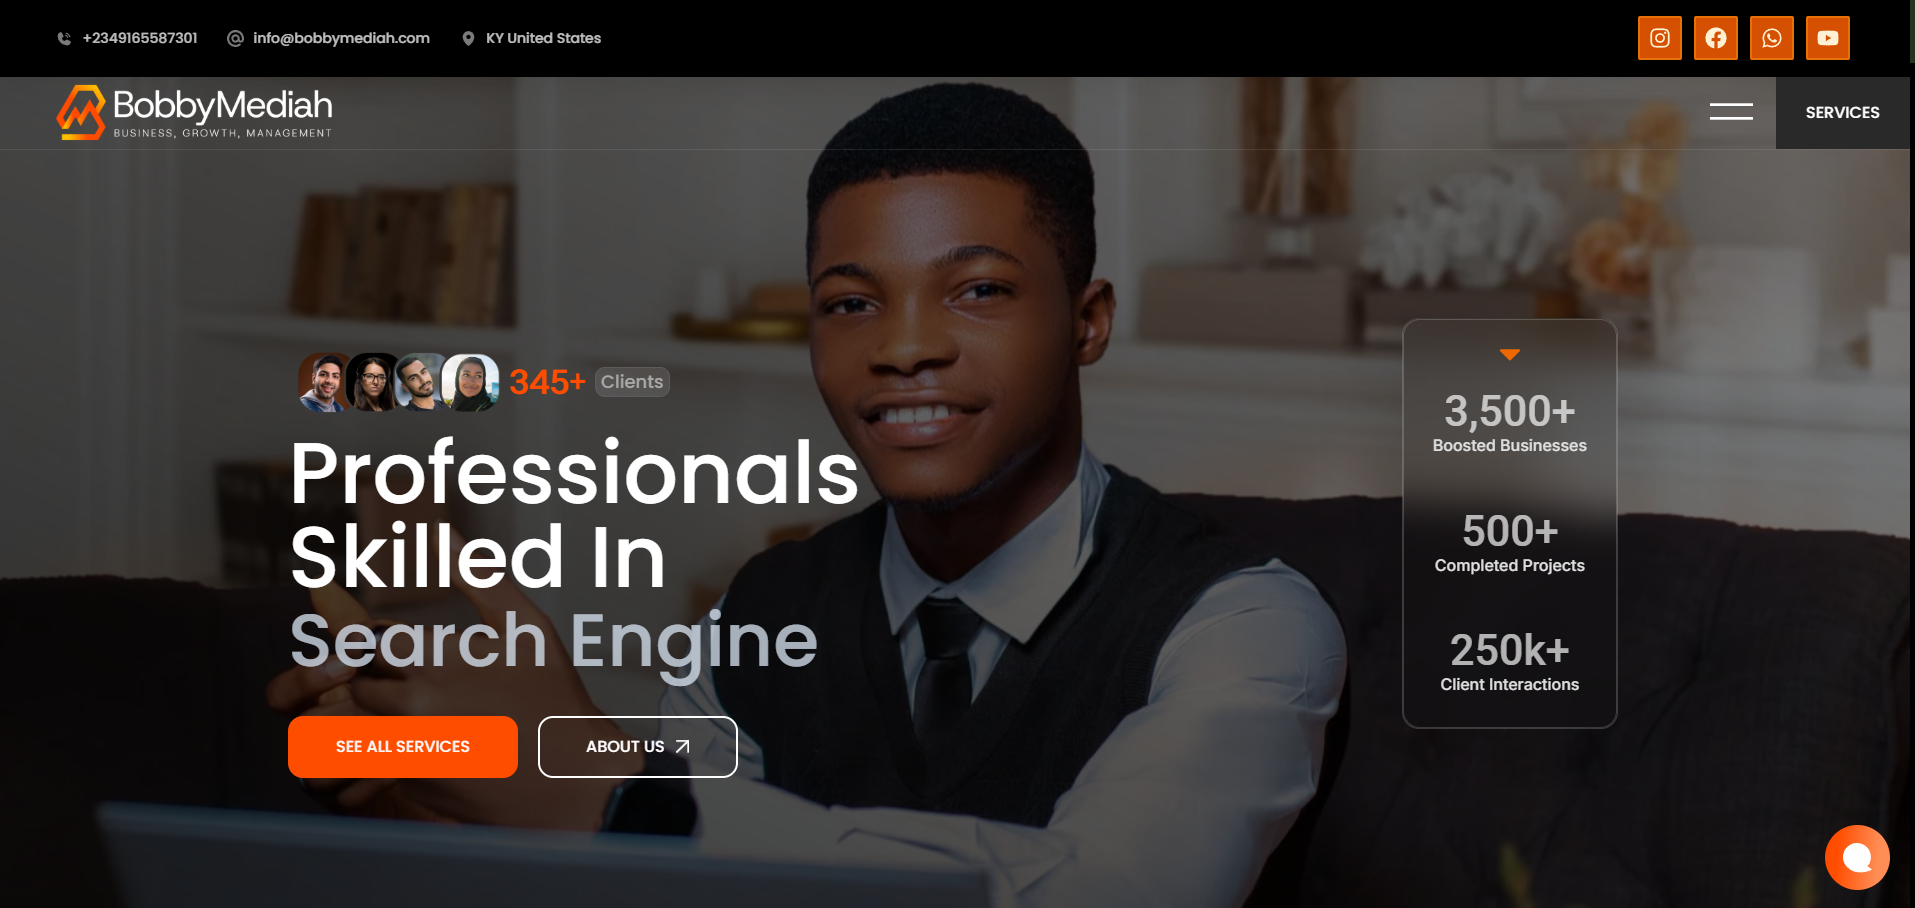 +2349165587301
info@bobbymediah.com
KY United States
BobbyMediah
BUSINESS, GROWTH, MANAGEMENT
SERVICES
345+ Clients
Professionals
Skilled In
Search Engine
SEE ALL SERVICES
ABOUT US
3,500+
Boosted Businesses
500+
Completed Projects
250k+
Client Interactions